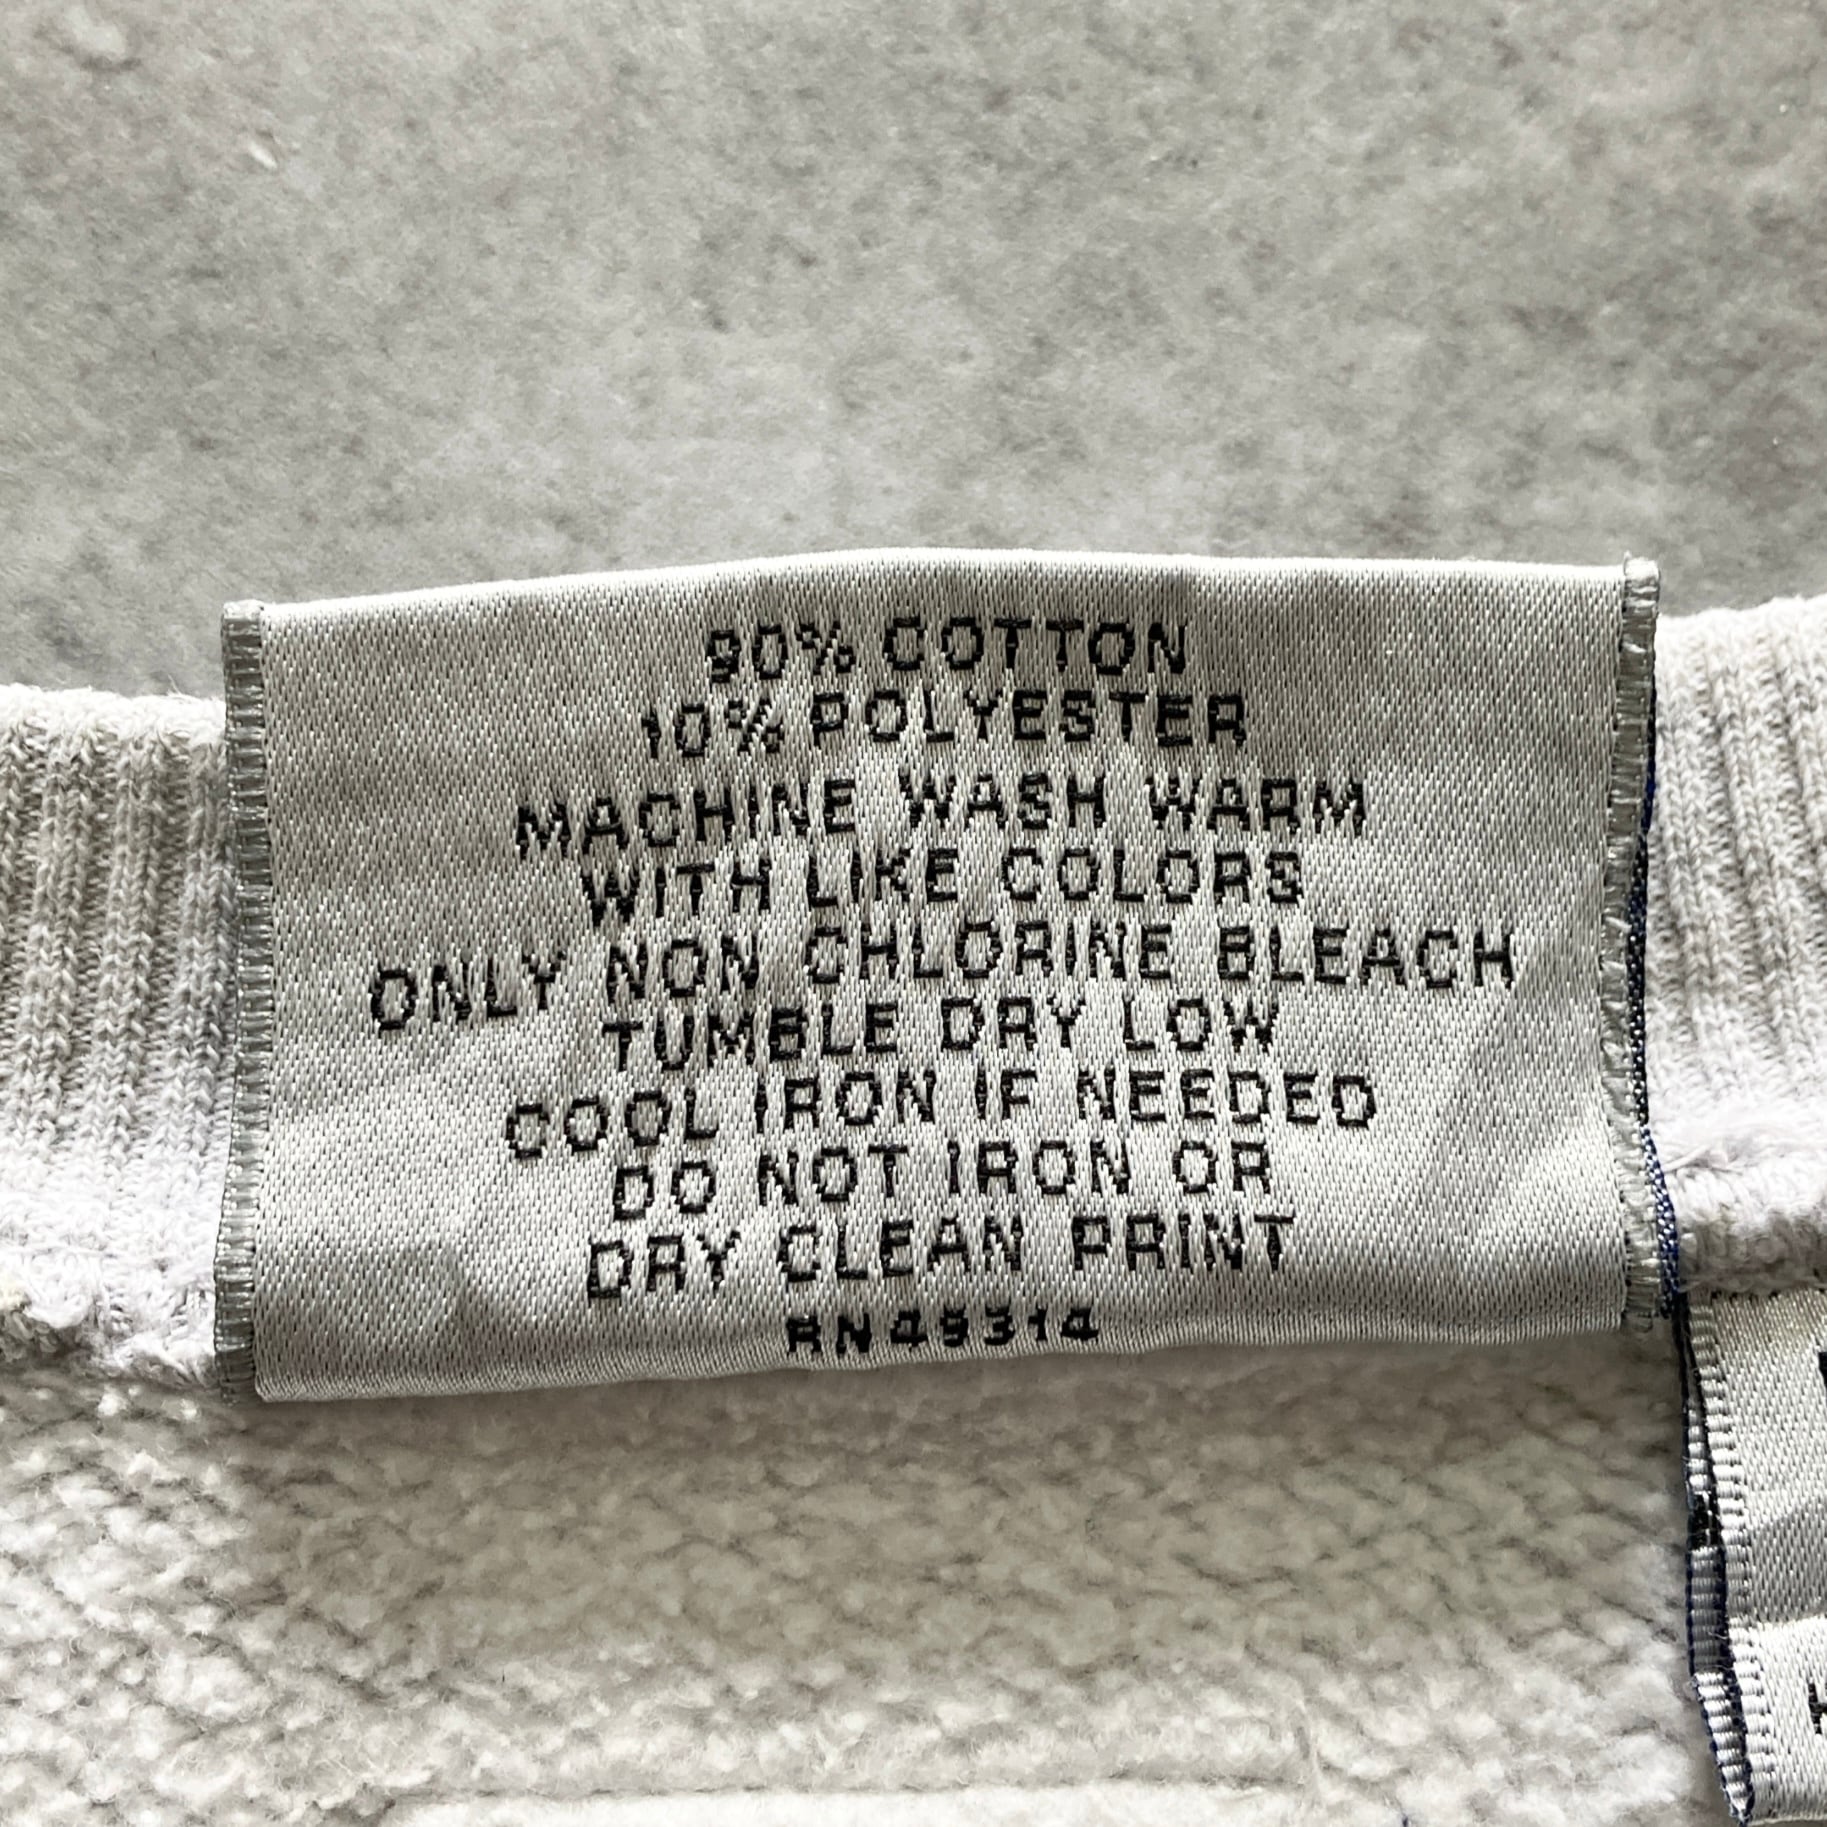 90% COTTON
10% POLYESTER
MACHINE WASH WARM
WITH LIKE COLORS
ONLY NON CHLORINE BLEACH
TUMBLE DRY LOW
COOL IRON IF NEEDED
DO NOT IRON OR
DRY CLEAN PRINT
RN49314